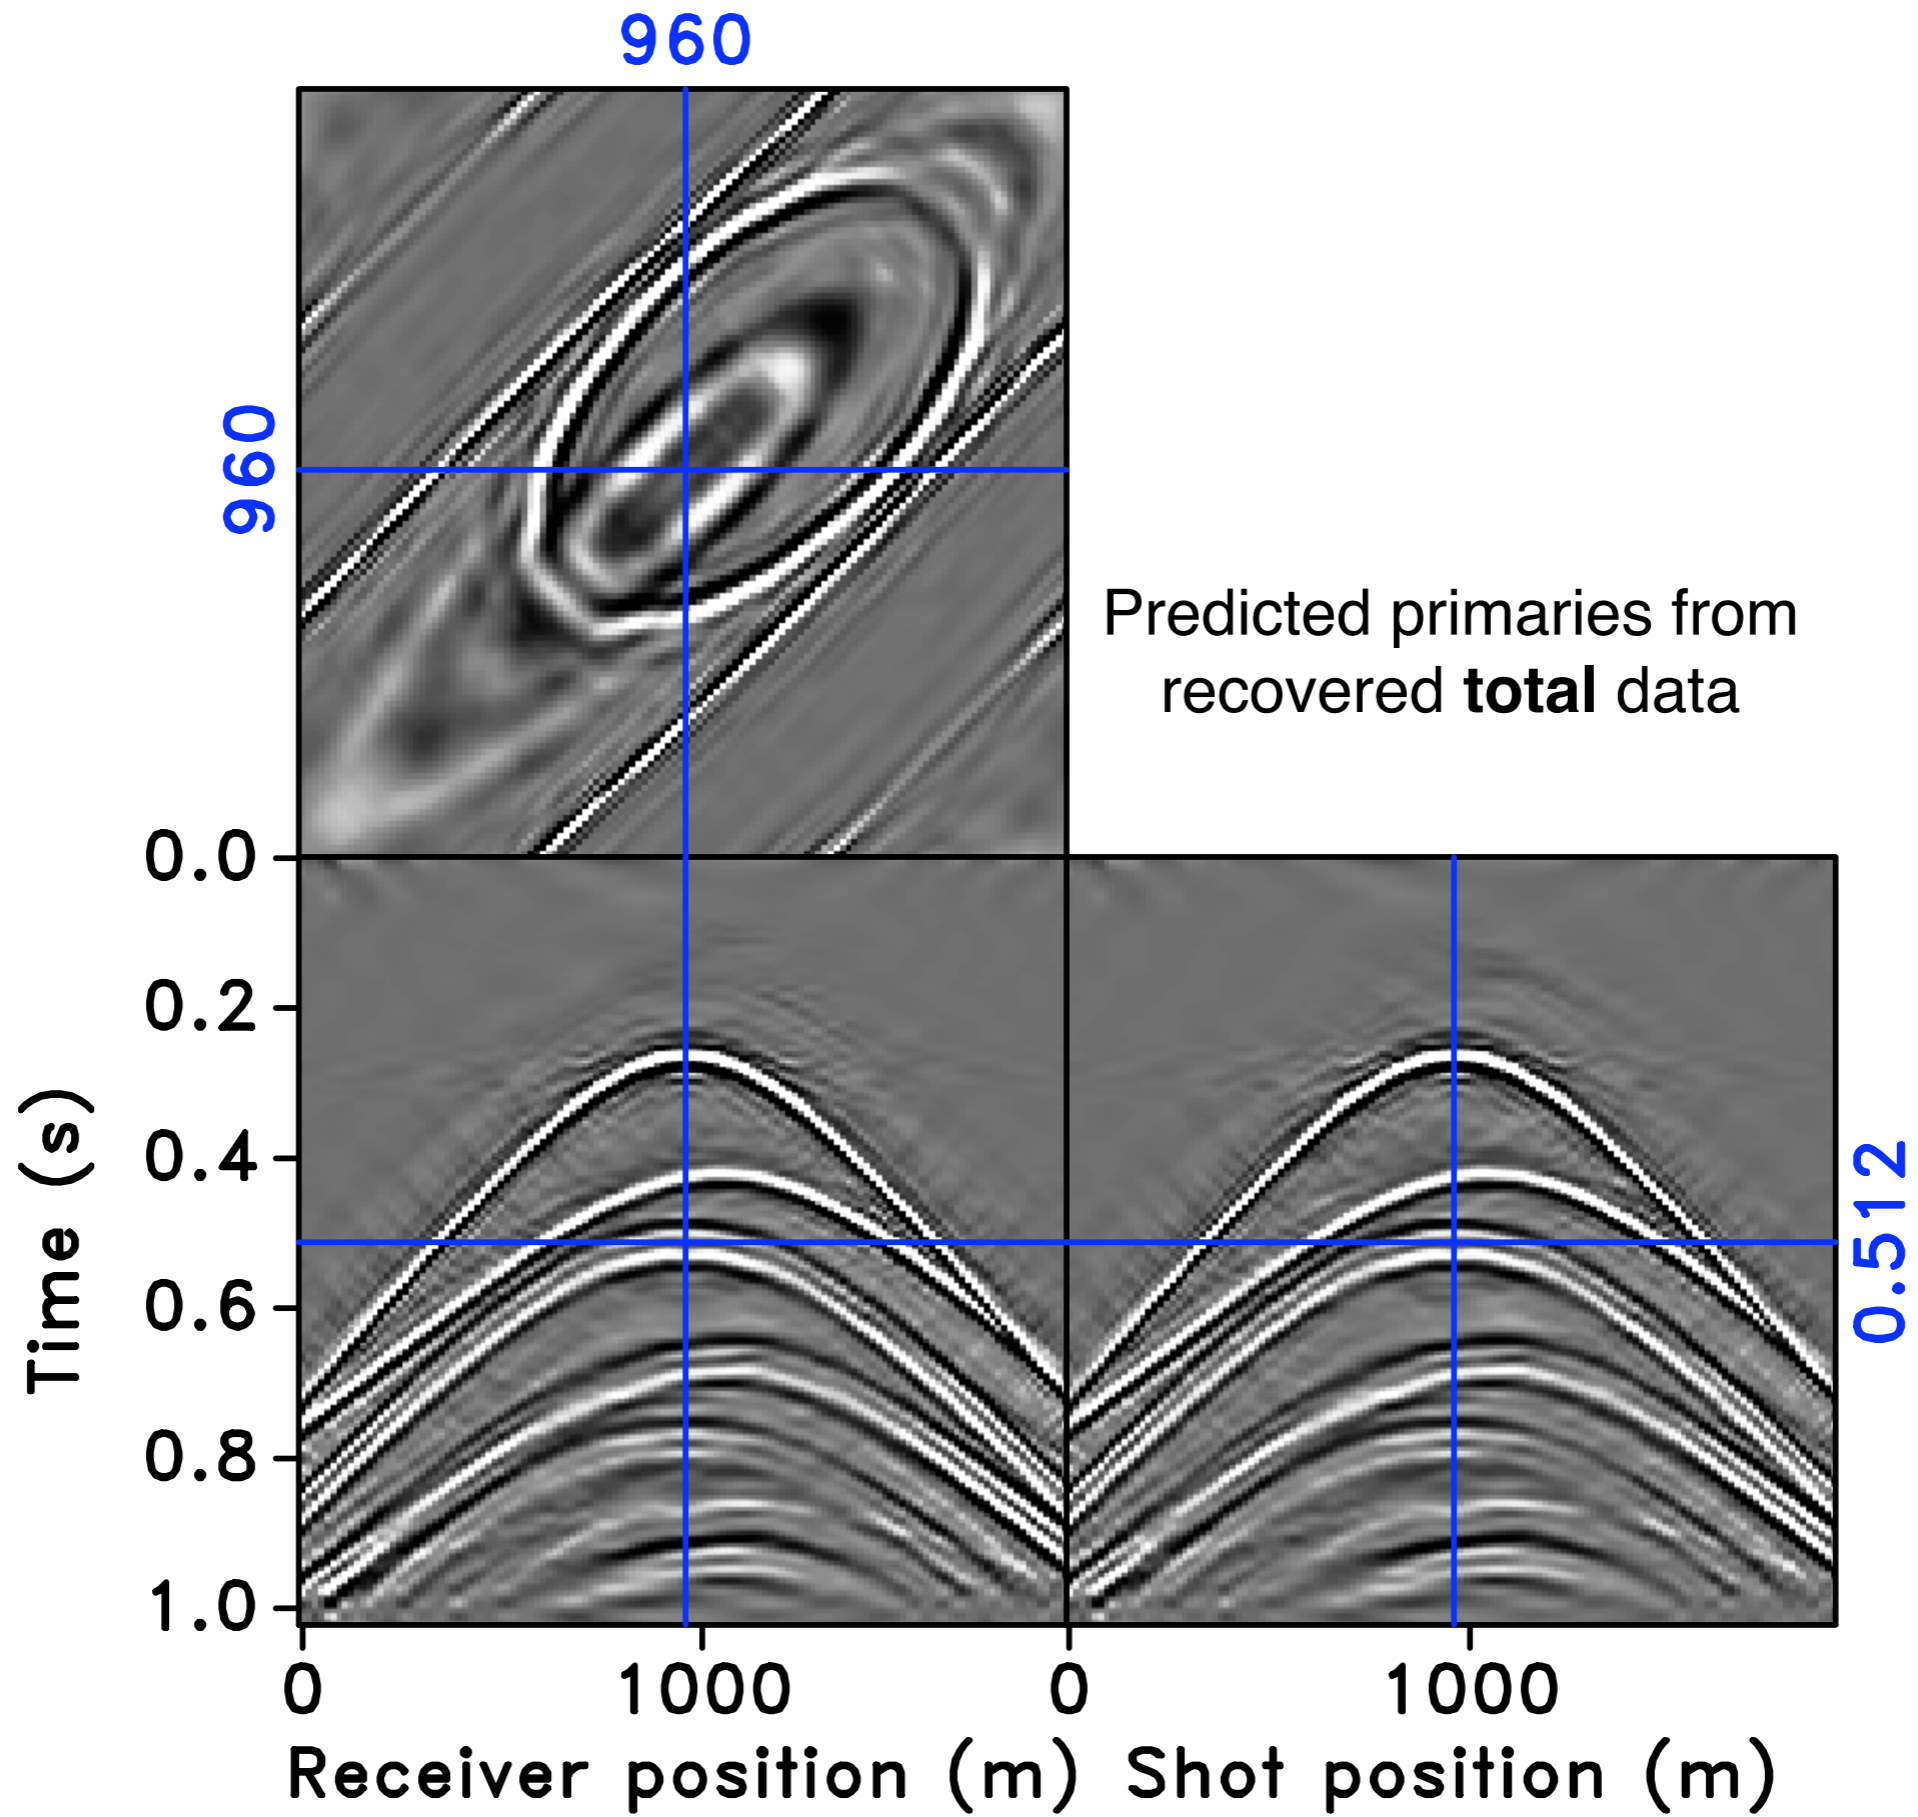 960
960
Predicted primaries from
recovered total data
0.0
0.2
0.4
0.6
0.8
1.0
Time (s)
0.512
0 1000 0 1000
Receiver position (m) Shot position (m)